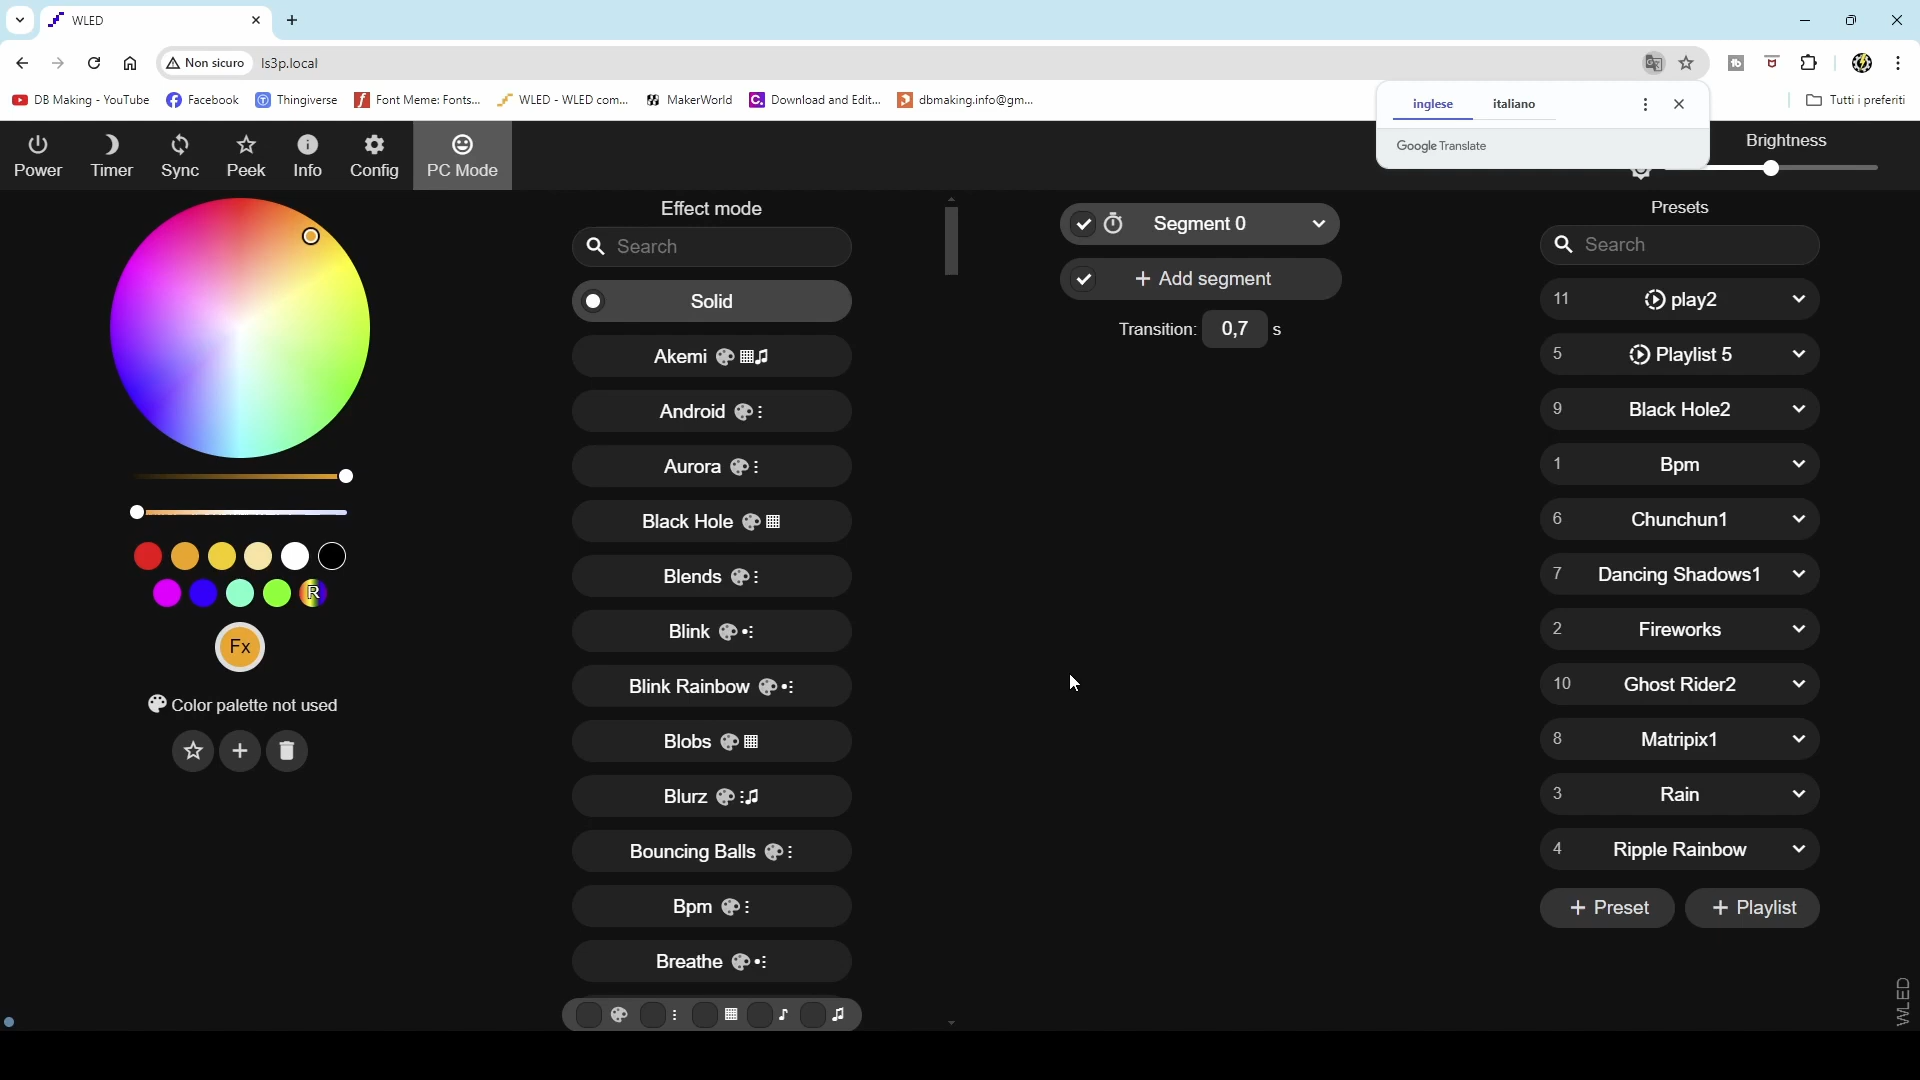 WLED
Non sicuro
ls3p.local
DB Making - YouTube
Facebook
Thingiverse
Font Meme: Fonts...
WLED - WLED com...
MakerWorld
Download and Edit...
dbmaking.info@gm...
Tutti i preferiti
inglese
italiano
Google Translate
Power
Timer
Sync
Peek
Info
Config
PC Mode
Brightness
R
Fx
Color palette not used
Effect mode
Search
Solid
Akemi
Android
Aurora
Black Hole
Blends
Blink
Blink Rainbow
Blobs
Blurz
Bouncing Balls
Bpm
Breathe
Segment 0
+ Add segment
Transition: 0,7 s
Presets
Search
11 play2
5 Playlist 5
9 Black Hole2
1 Bpm
6 Chunchun1
7 Dancing Shadows1
2 Fireworks
10 Ghost Rider2
8 Matripix1
3 Rain
4 Ripple Rainbow
+ Preset
+ Playlist
WLED